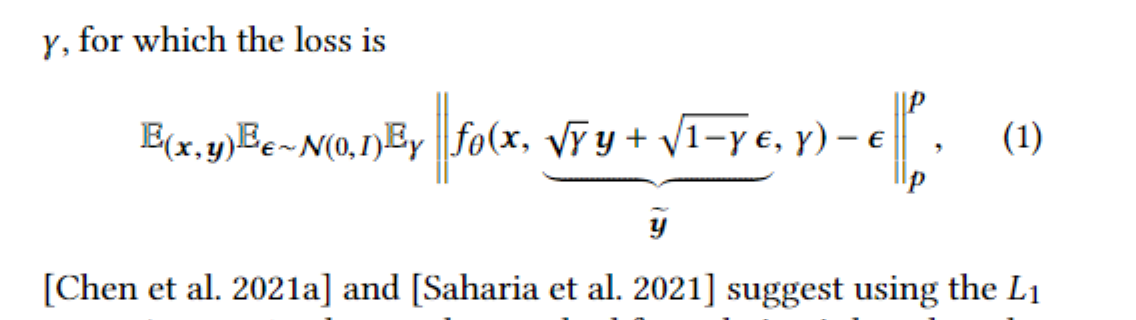 γ, for which the loss is
𝔼(x,y)𝔼ϵ∼𝒩(0,I)𝔼γ ‖fθ(x, √γ y + √1−γ ϵ, γ) − ϵ‖pp, (1)
ỹ
[Chen et al. 2021a] and [Saharia et al. 2021] suggest using the L1